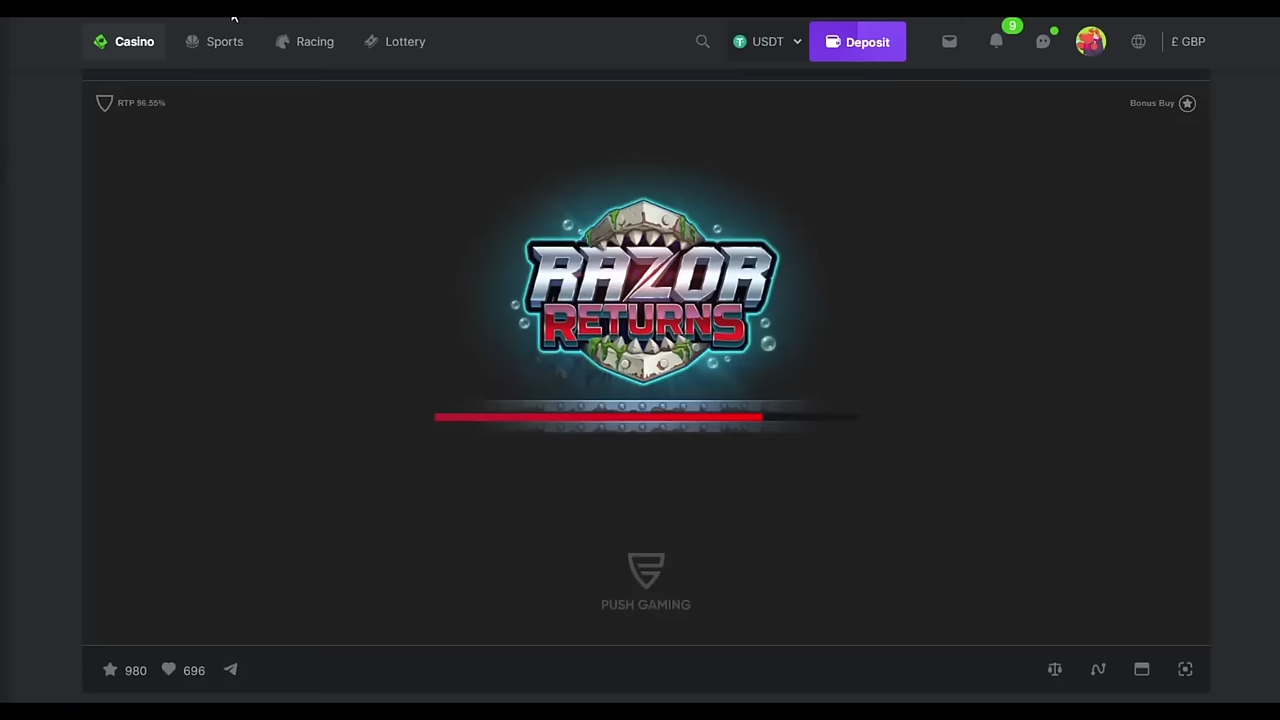 Casino
Sports
Racing
Lottery
USDT
Deposit
9
£ GBP
RTP 96.55%
Bonus Buy
RAZOR
RETURNS
PUSH GAMING
980
696